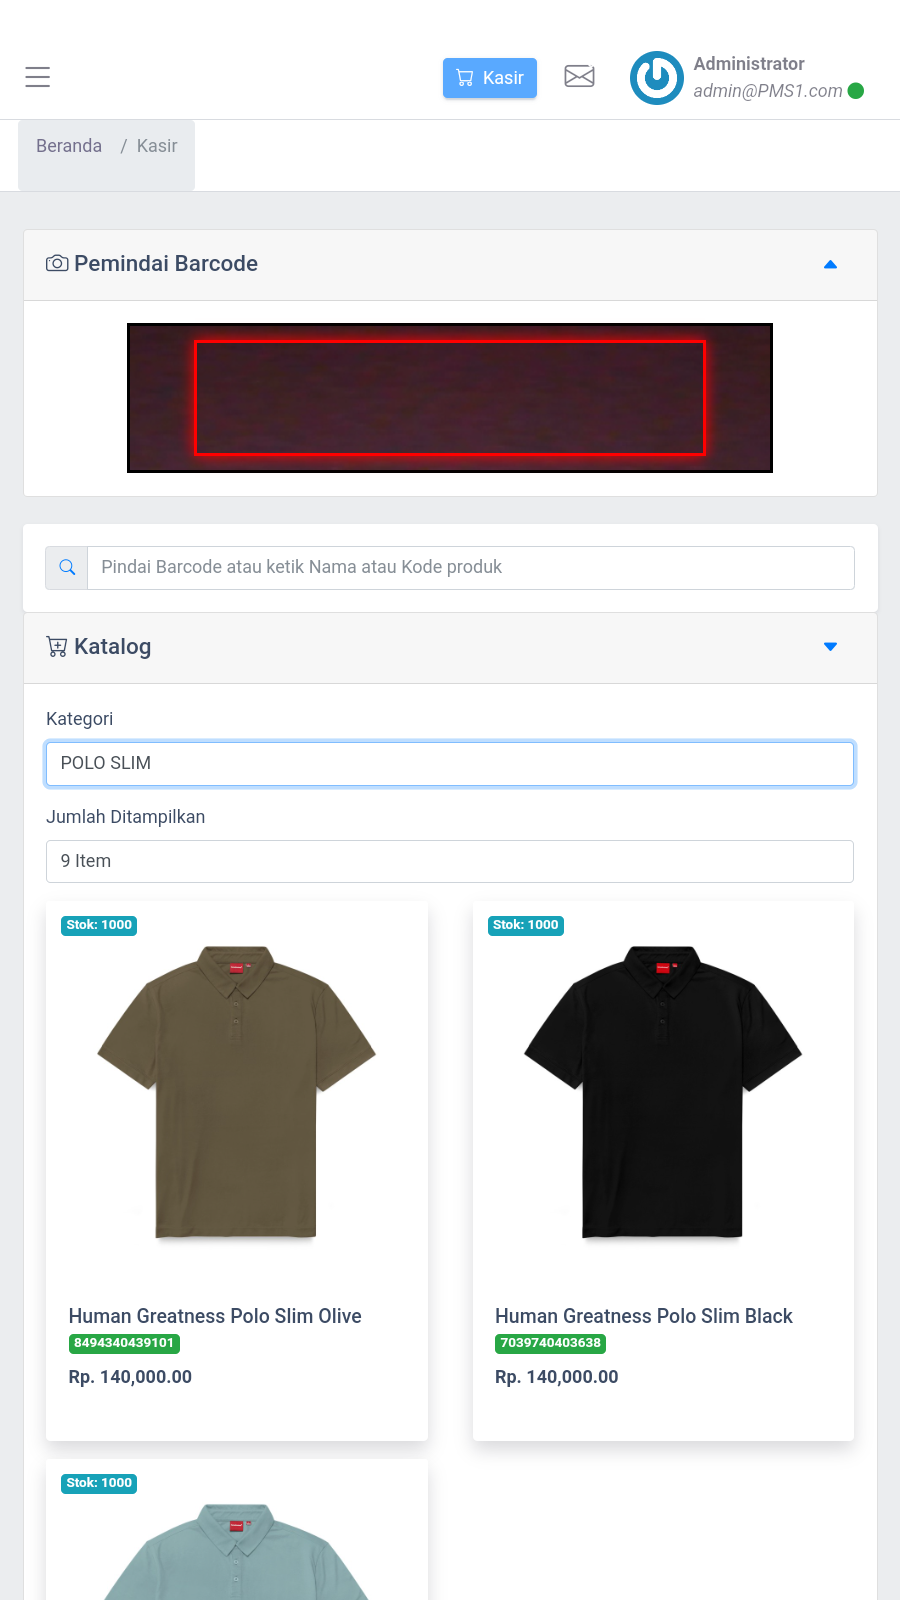 Kasir
Administrator
admin@PMS1.com
Beranda / Kasir
Pemindai Barcode
Pindai Barcode atau ketik Nama atau Kode produk
Katalog
Kategori
POLO SLIM
Jumlah Ditampilkan
9 Item
Stok: 1000
Stok: 1000
Human Greatness Polo Slim Olive
8494340439101
Rp. 140,000.00
Human Greatness Polo Slim Black
7039740403638
Rp. 140,000.00
Stok: 1000